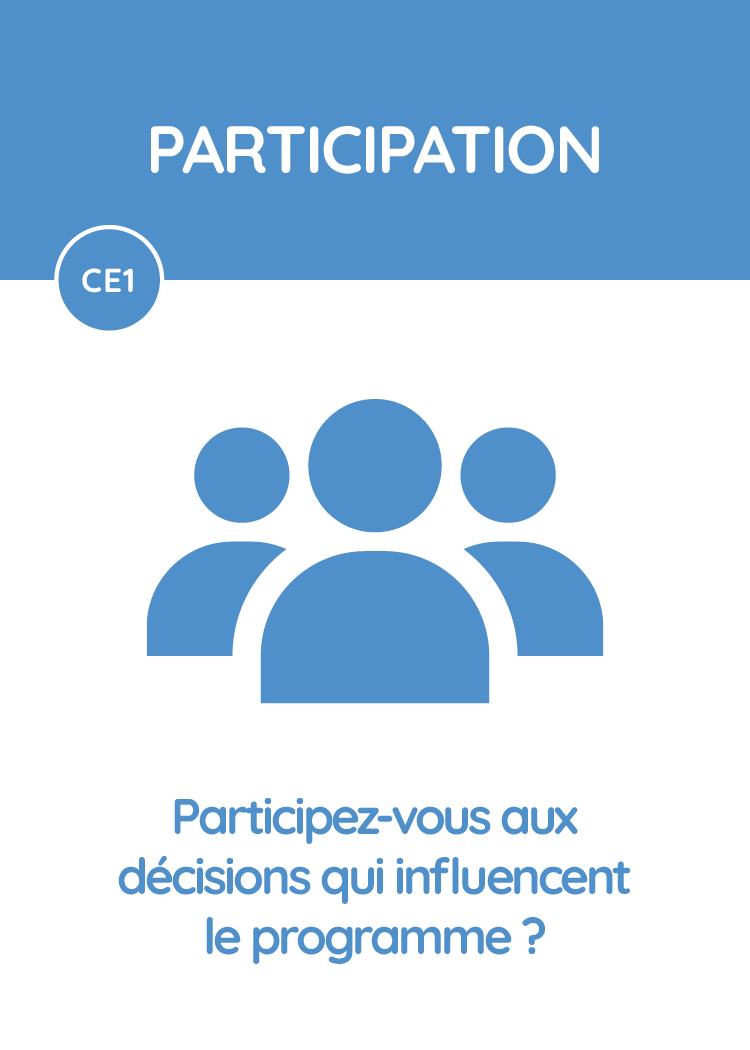 PARTICIPATION
CE1
Participez-vous aux
décisions qui influencent
le programme ?